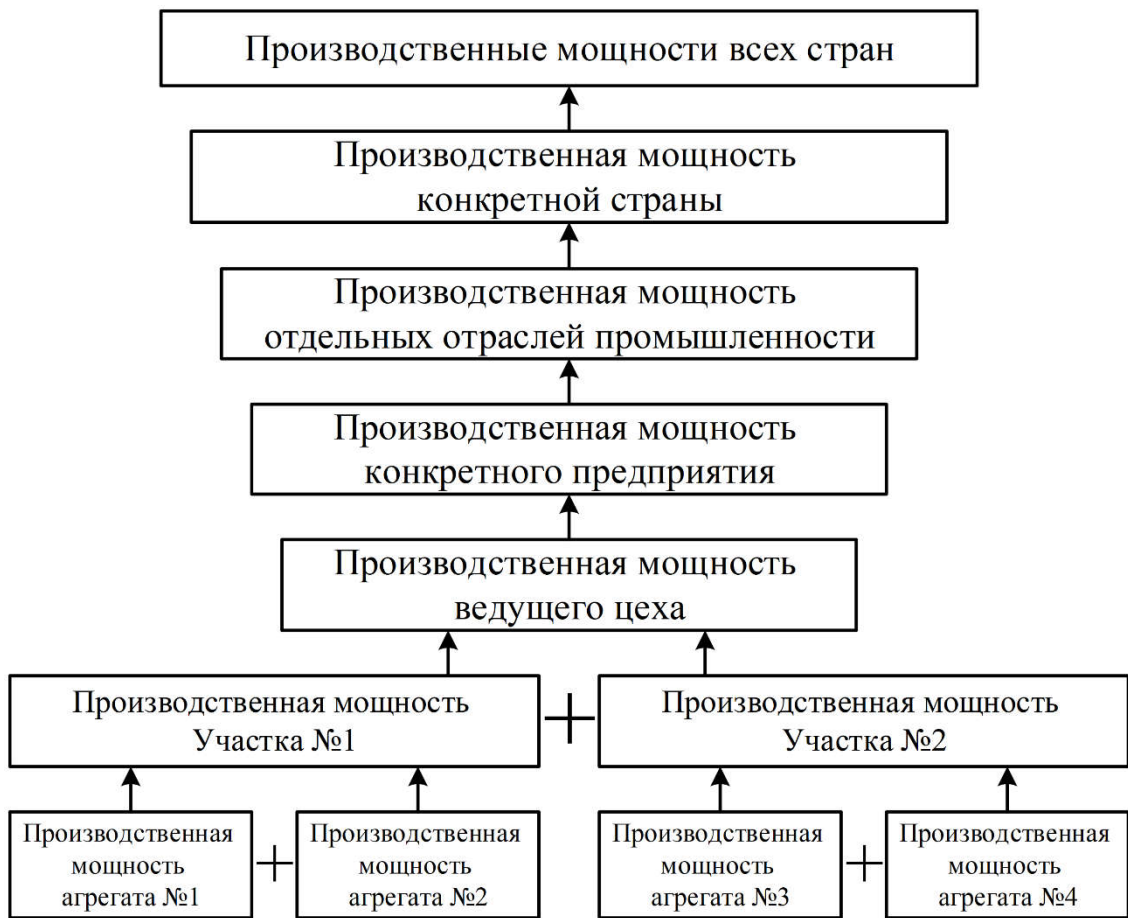 Производственные мощности всех стран
Производственная мощность
конкретной страны
Производственная мощность
отдельных отраслей промышленности
Производственная мощность
конкретного предприятия
Производственная мощность
ведущего цеха
Производственная мощность
Участка №1
+
Производственная мощность
Участка №2
Производственная
мощность
агрегата №1
+
Производственная
мощность
агрегата №2
Производственная
мощность
агрегата №3
+
Производственная
мощность
агрегата №4